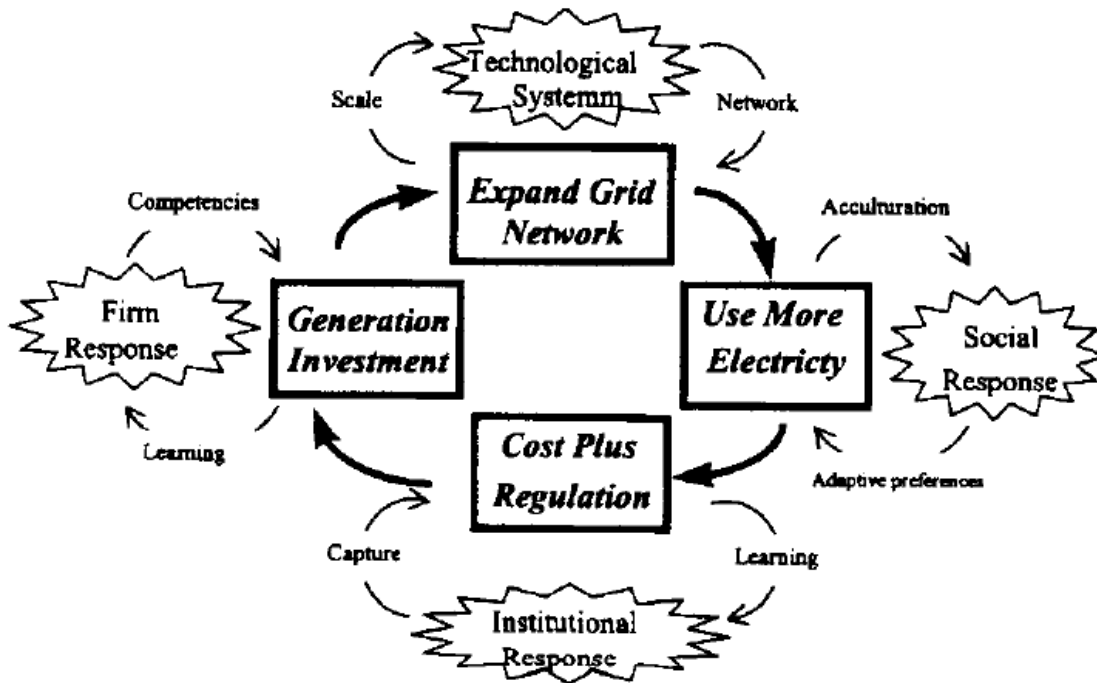 Technological
Systemm
Scale
Network
Expand Grid
Network
Competencies
Acculturation
Firm
Response
Generation
Investment
Use More
Electricty
Social
Response
Learning
Cost Plus
Regulation
Adaptive preferences
Capture
Learning
Institutional
Response